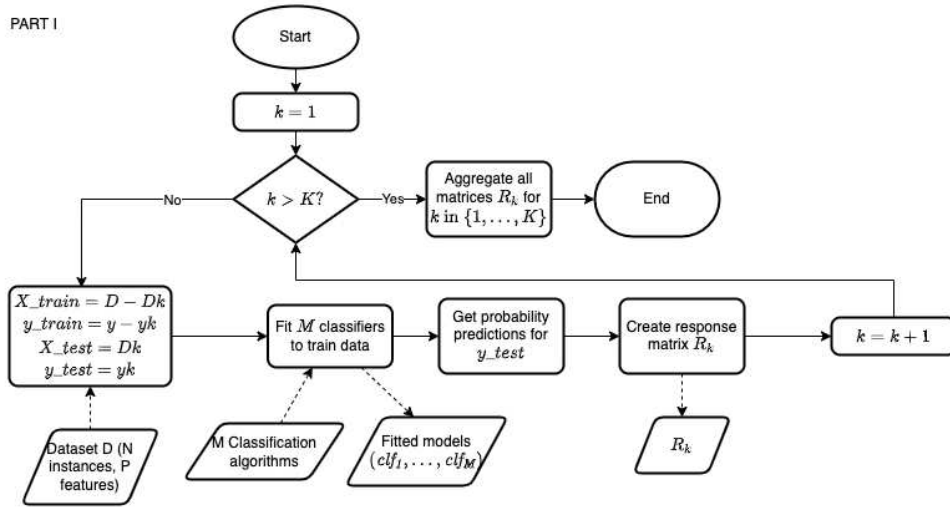 PART I
Start
k = 1
k > K?
No
Yes
Aggregate all
matrices R_k for
k in {1, . . . , K}
End
X_train = D − Dk
y_train = y − yk
X_test = Dk
y_test = yk
Fit M classifiers
to train data
Get probability
predictions for
y_test
Create response
matrix R_k
k = k + 1
Dataset D (N
instances, P
features)
M Classification
algorithms
Fitted models
(clf_1, . . . , clf_M)
R_k